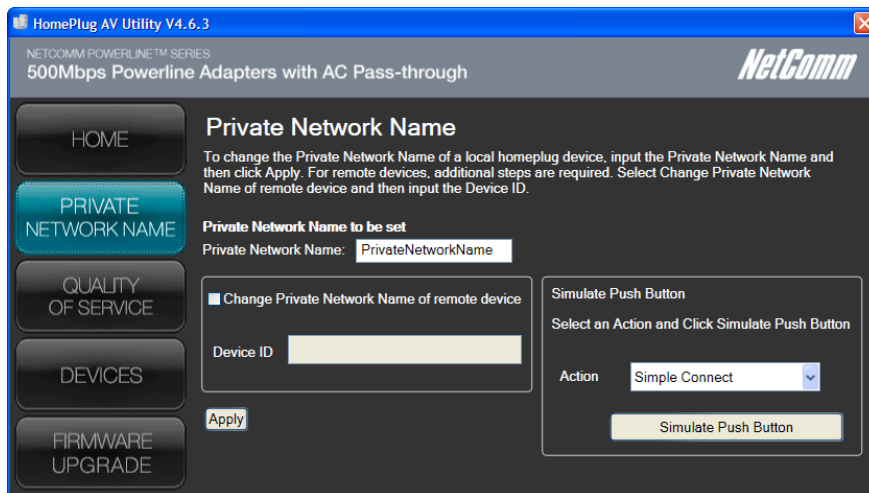 HomePlug AV Utility V4.6.3
NETCOMM POWERLINE™ SERIES
500Mbps Powerline Adapters with AC Pass-through
NetComm
HOME
PRIVATE
NETWORK NAME
QUALITY
OF SERVICE
DEVICES
FIRMWARE
UPGRADE
Private Network Name
To change the Private Network Name of a local homeplug device, input the Private Network Name and
then click Apply. For remote devices, additional steps are required. Select Change Private Network
Name of remote device and then input the Device ID.
Private Network Name to be set
Private Network Name: PrivateNetworkName
Change Private Network Name of remote device
Device ID
Apply
Simulate Push Button
Select an Action and Click Simulate Push Button
Action Simple Connect
Simulate Push Button